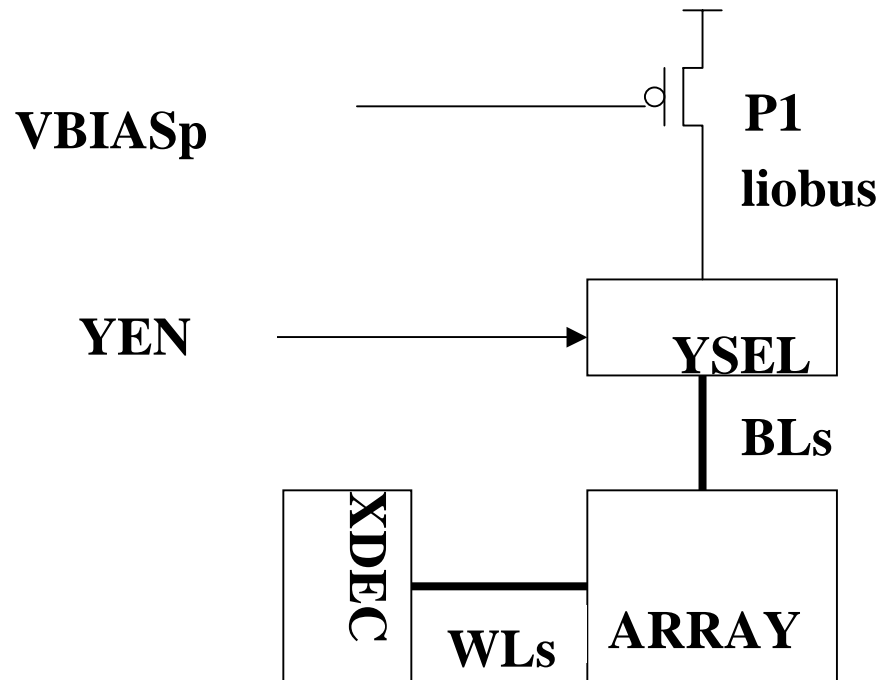 VBIASp
P1
liobus
YEN
YSEL
BLs
XDEC
WLs
ARRAY